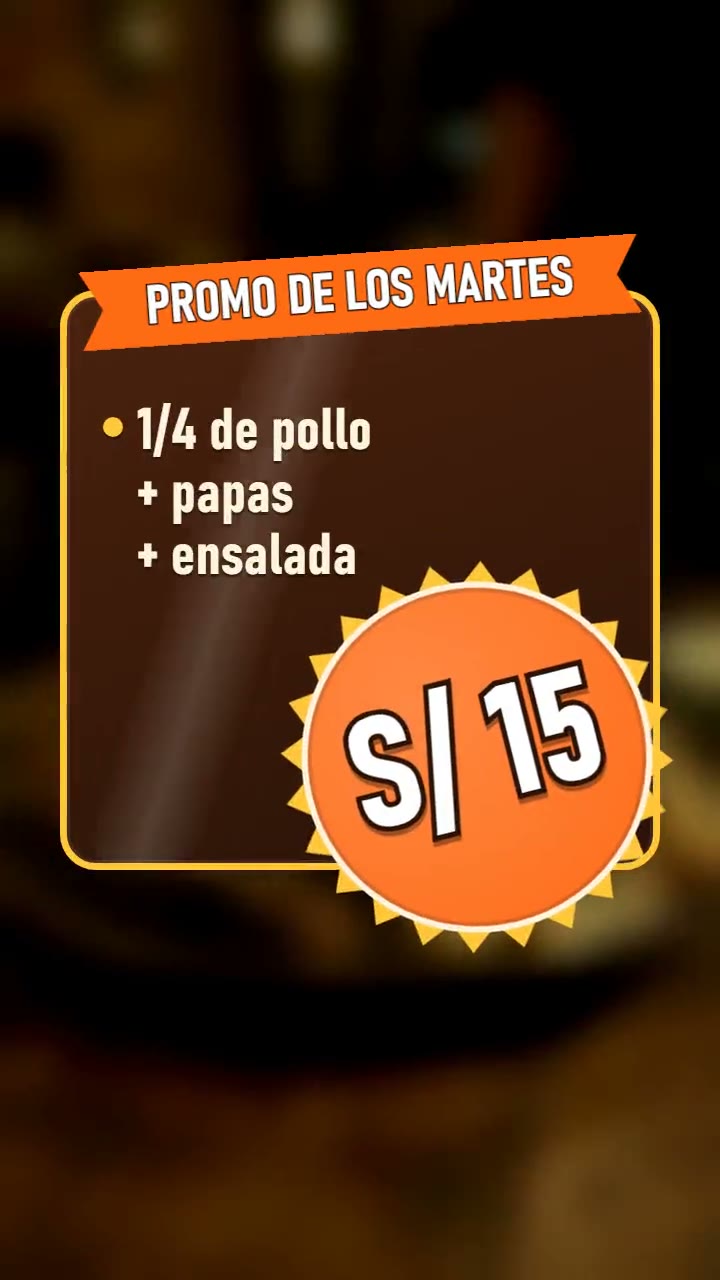 PROMO DE LOS MARTES
• 1/4 de pollo
+ papas
+ ensalada
S/ 15